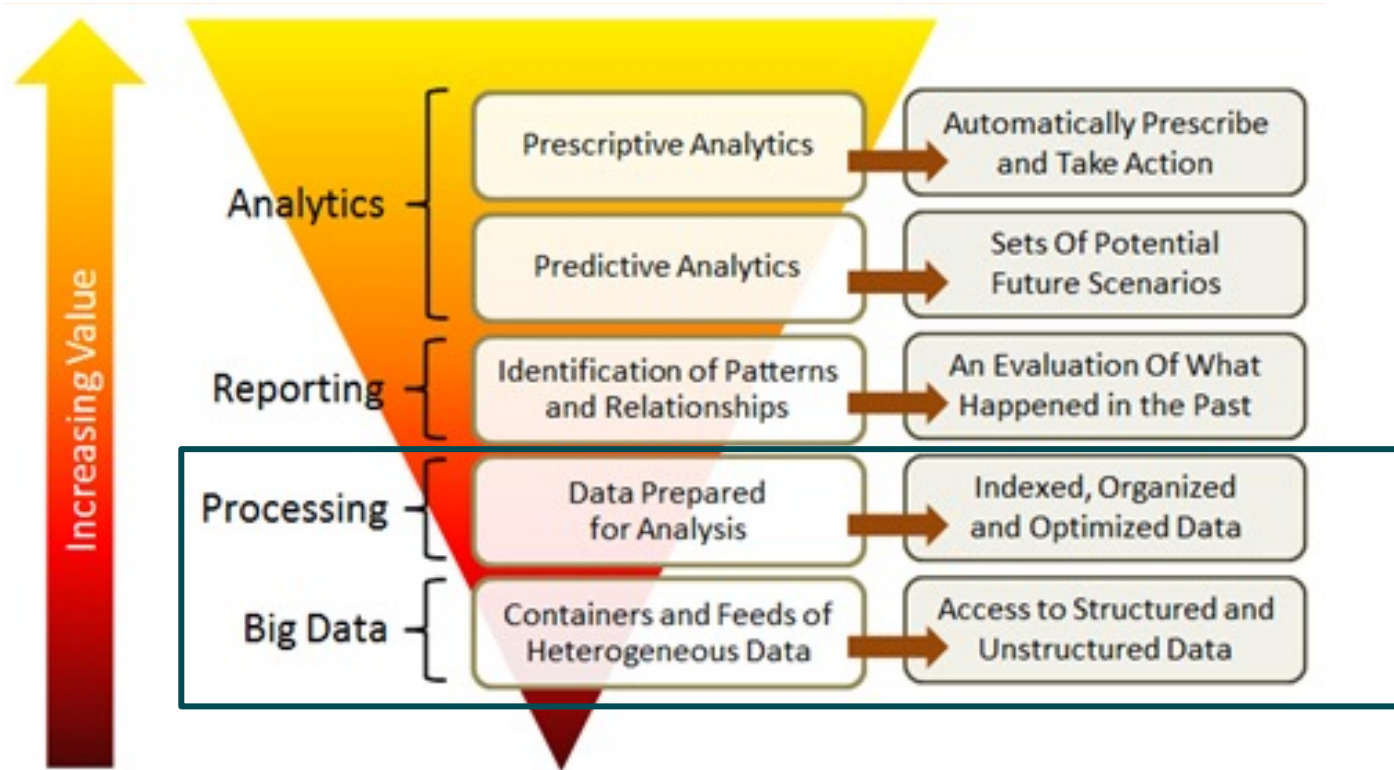 Increasing Value
Analytics
Prescriptive Analytics
Automatically Prescribe
and Take Action
Predictive Analytics
Sets Of Potential
Future Scenarios
Reporting
Identification of Patterns
and Relationships
An Evaluation Of What
Happened in the Past
Processing
Data Prepared
for Analysis
Indexed, Organized
and Optimized Data
Big Data
Containers and Feeds of
Heterogeneous Data
Access to Structured and
Unstructured Data